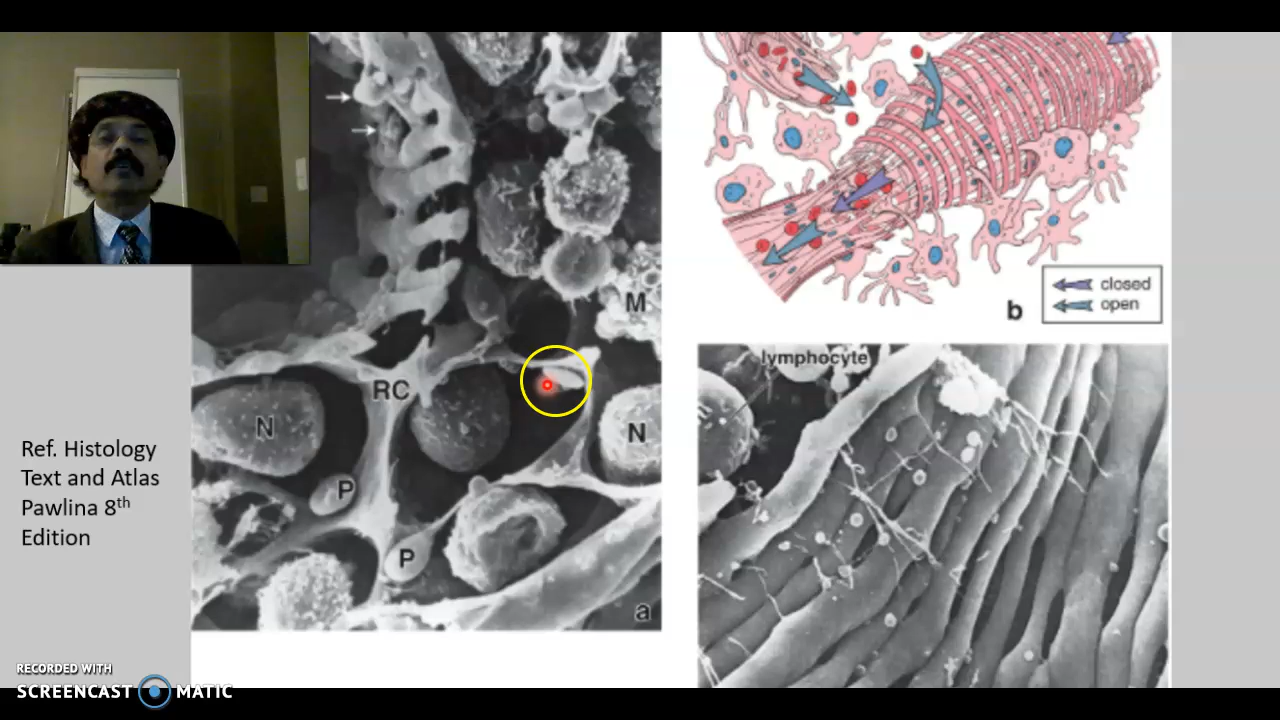 M
RC
N
N
P
P
a
closed
open
b
lymphocyte
Ref. Histology
Text and Atlas
Pawlina 8th
Edition
RECORDED WITH
SCREENCAST MATIC